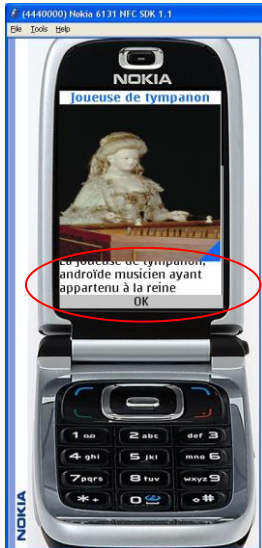 (4440000) Nokia 6131 NFC SDK 1.1
File Tools Help
NOKIA
Joueuse de tympanon
La joueuse de tympanon,
androïde musicien ayant
appartenu à la reine
OK
1 2 abc def 3
4 ghi 5 jkl mno 6
7 pqrs 8 tuv wxyz 9
* + 0 #
NOKIA